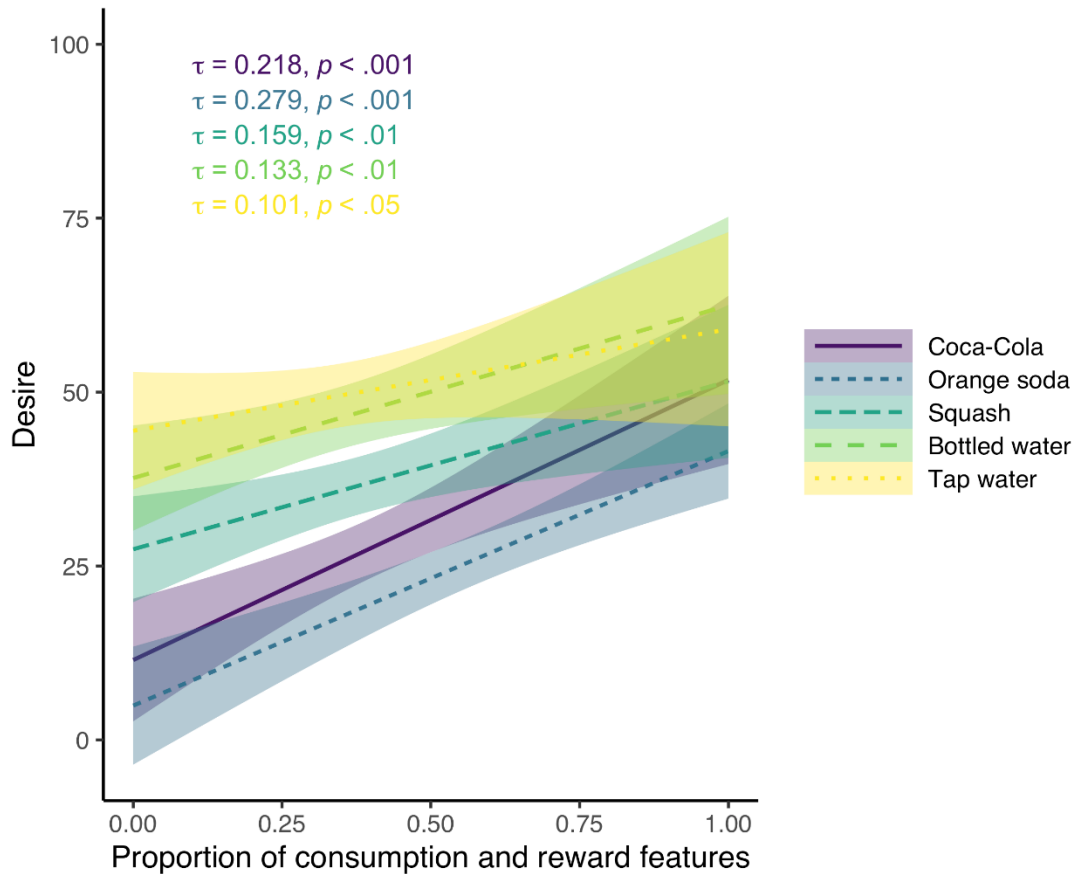 τ = 0.218, p < .001
τ = 0.279, p < .001
τ = 0.159, p < .01
τ = 0.133, p < .01
τ = 0.101, p < .05
100
75
50
25
0
Desire
0.00 0.25 0.50 0.75 1.00
Proportion of consumption and reward features
Coca-Cola
Orange soda
Squash
Bottled water
Tap water